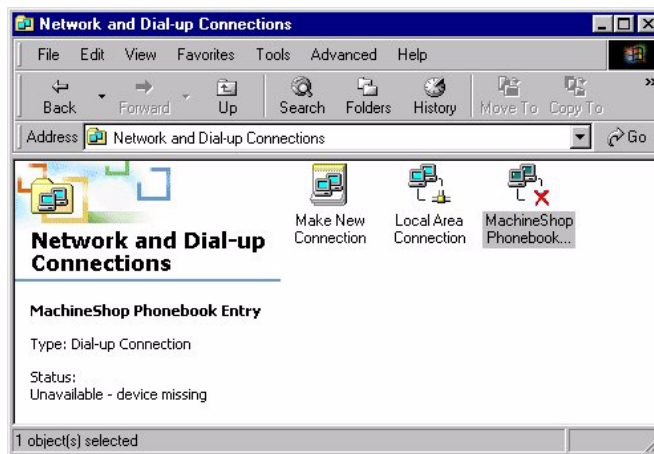 Network and Dial-up Connections
File Edit View Favorites Tools Advanced Help
Back Forward Up Search Folders History Move To Copy To »
Address Network and Dial-up Connections Go
Make New Connection
Local Area Connection
MachineShop Phonebook...
Network and Dial-up
Connections
MachineShop Phonebook Entry
Type: Dial-up Connection
Status:
Unavailable - device missing
1 object(s) selected